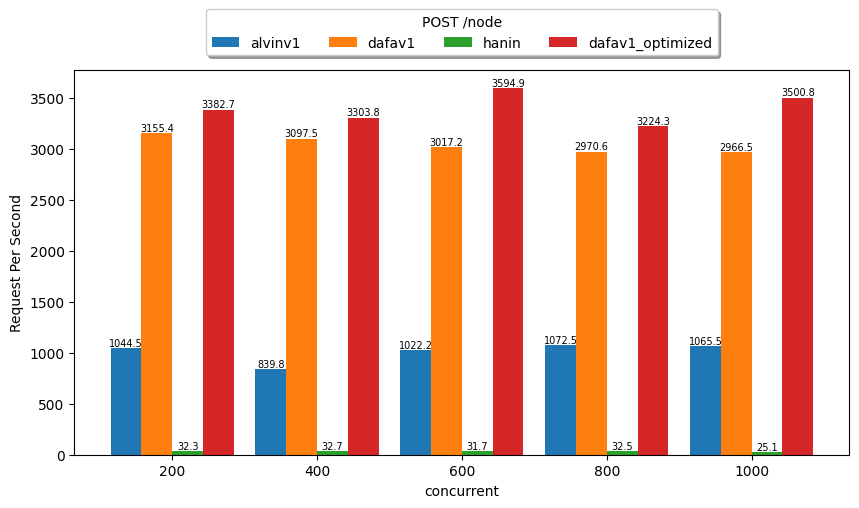 POST /node
alvinv1 dafav1 hanin dafav1_optimized
Request Per Second
3500
3000
2500
2000
1500
1000
500
0
1044.5 3155.4 32.3 3382.7
839.8 3097.5 32.7 3303.8
1022.2 3017.2 31.7 3594.9
1072.5 2970.6 32.5 3224.3
1065.5 2966.5 25.1 3500.8
200 400 600 800 1000
concurrent